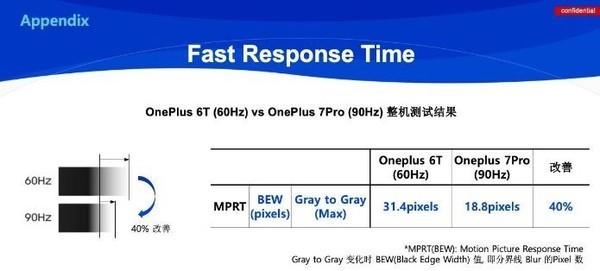 Appendix
confidential
Fast Response Time
OnePlus 6T (60Hz) vs OnePlus 7Pro (90Hz) 整机测试结果
60Hz
90Hz
40% 改善
Oneplus 6T (60Hz)
Oneplus 7Pro (90Hz)
改善
MPRT
BEW (pixels)
Gray to Gray (Max)
31.4pixels
18.8pixels
40%
*MPRT(BEW): Motion Picture Response Time
Gray to Gray 变化时 BEW(Black Edge Width) 值, 即分界线 Blur 的Pixel 数